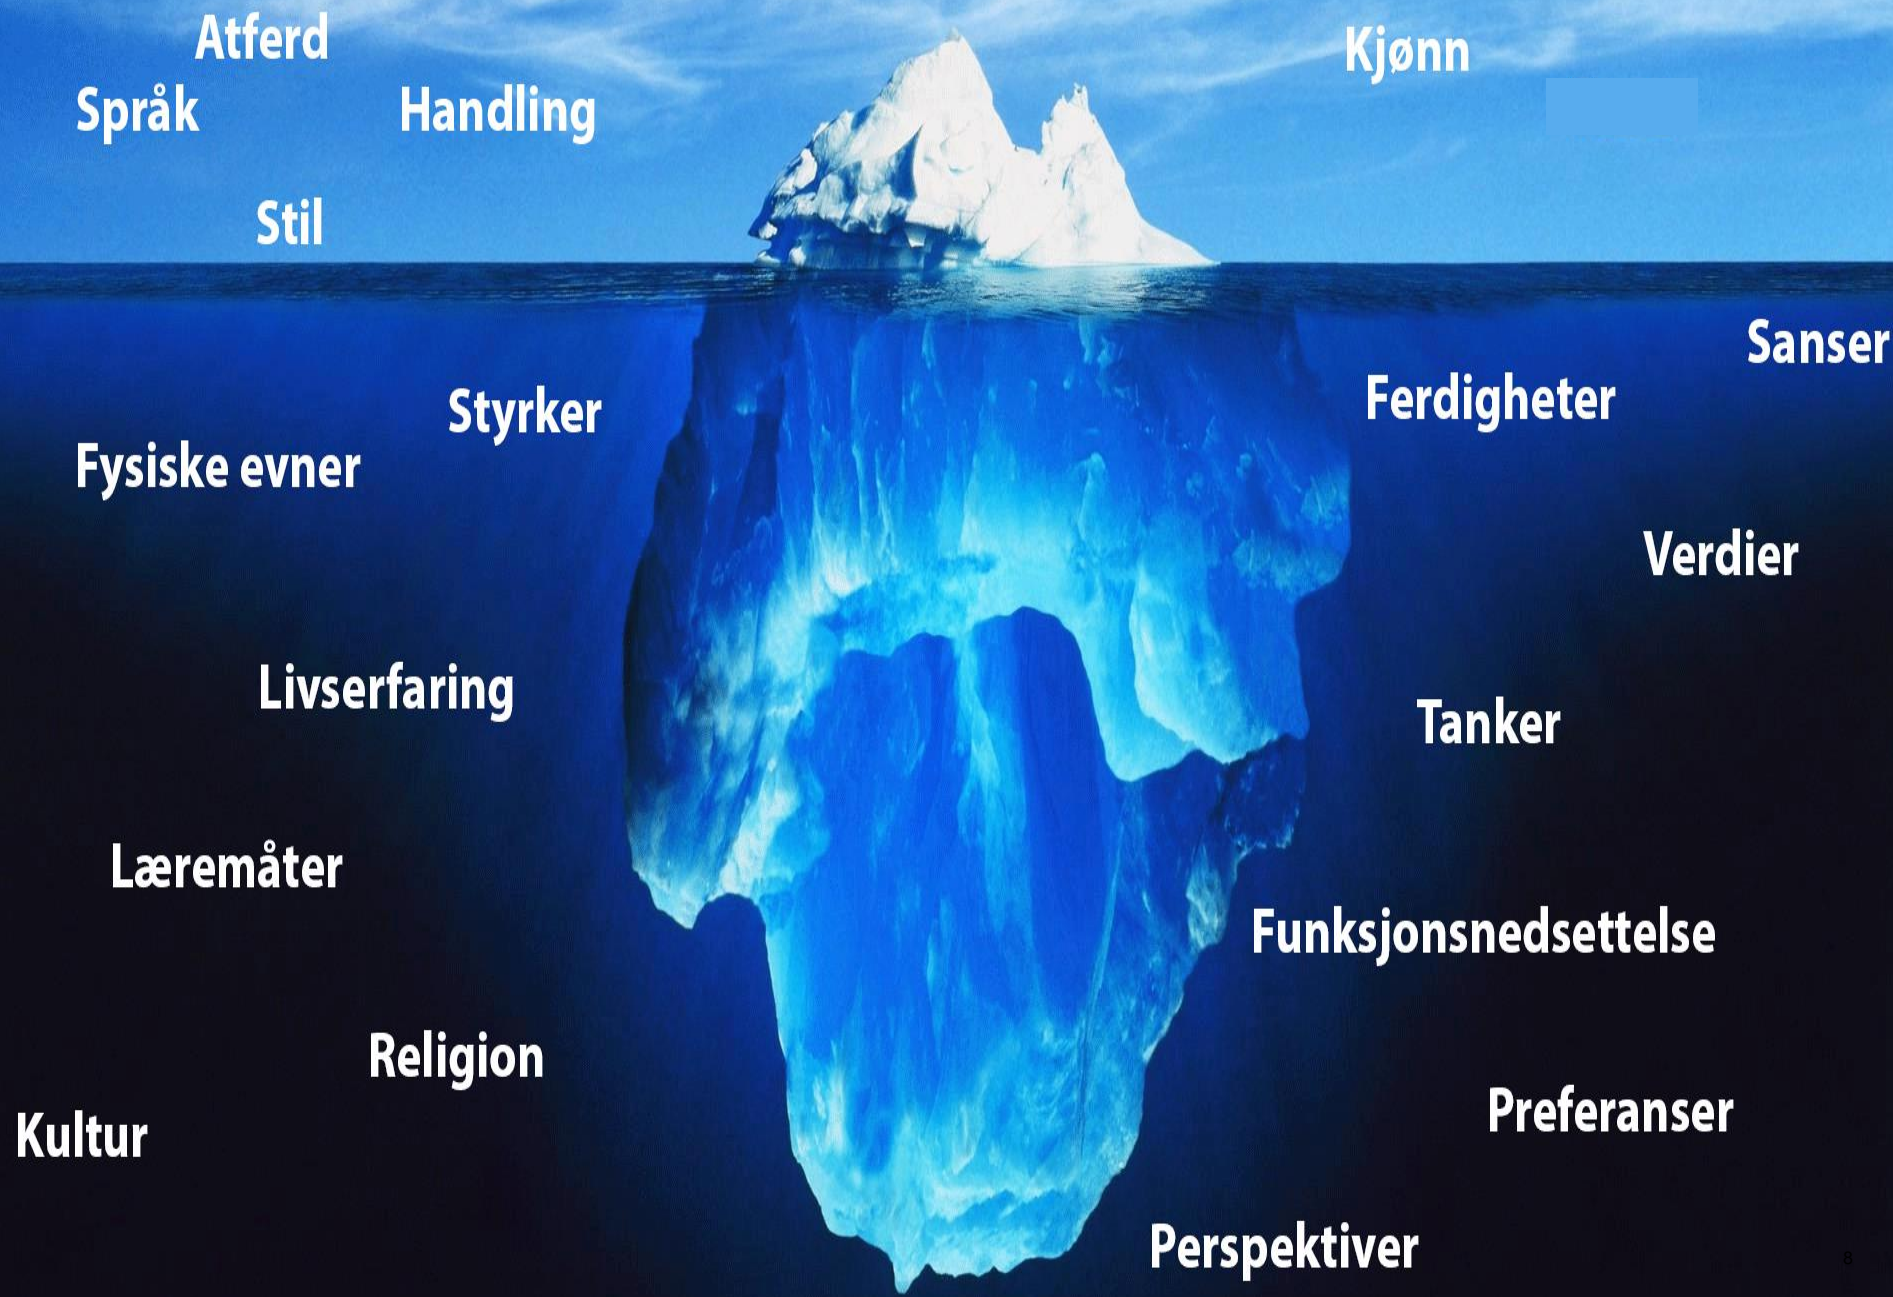 Atferd
Kjønn
Språk
Handling
Stil
Sanser
Styrker
Ferdigheter
Fysiske evner
Verdier
Livserfaring
Tanker
Læremåter
Funksjonsnedsettelse
Religion
Preferanser
Kultur
Perspektiver
8